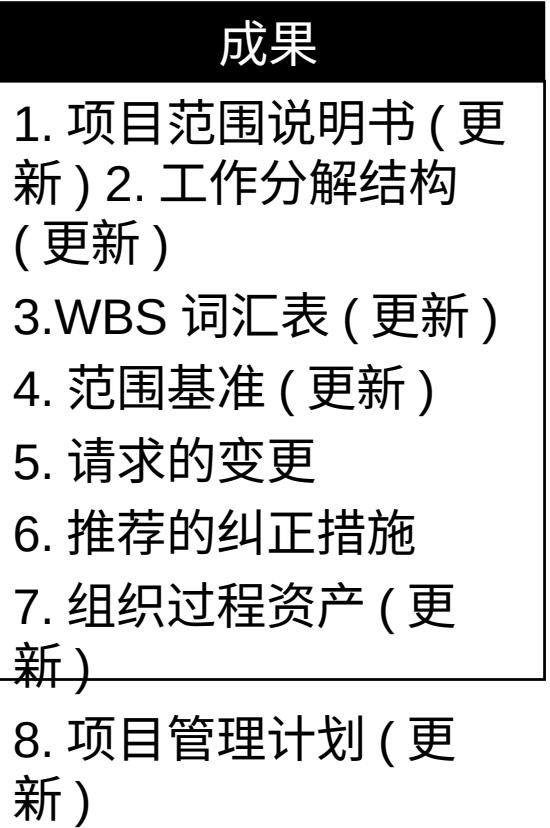 成果
1. 项目范围说明书 ( 更
新 ) 2. 工作分解结构
( 更新 )
3.WBS 词汇表 ( 更新 )
4. 范围基准 ( 更新 )
5. 请求的变更
6. 推荐的纠正措施
7. 组织过程资产 ( 更
新 )
8. 项目管理计划 ( 更
新 )